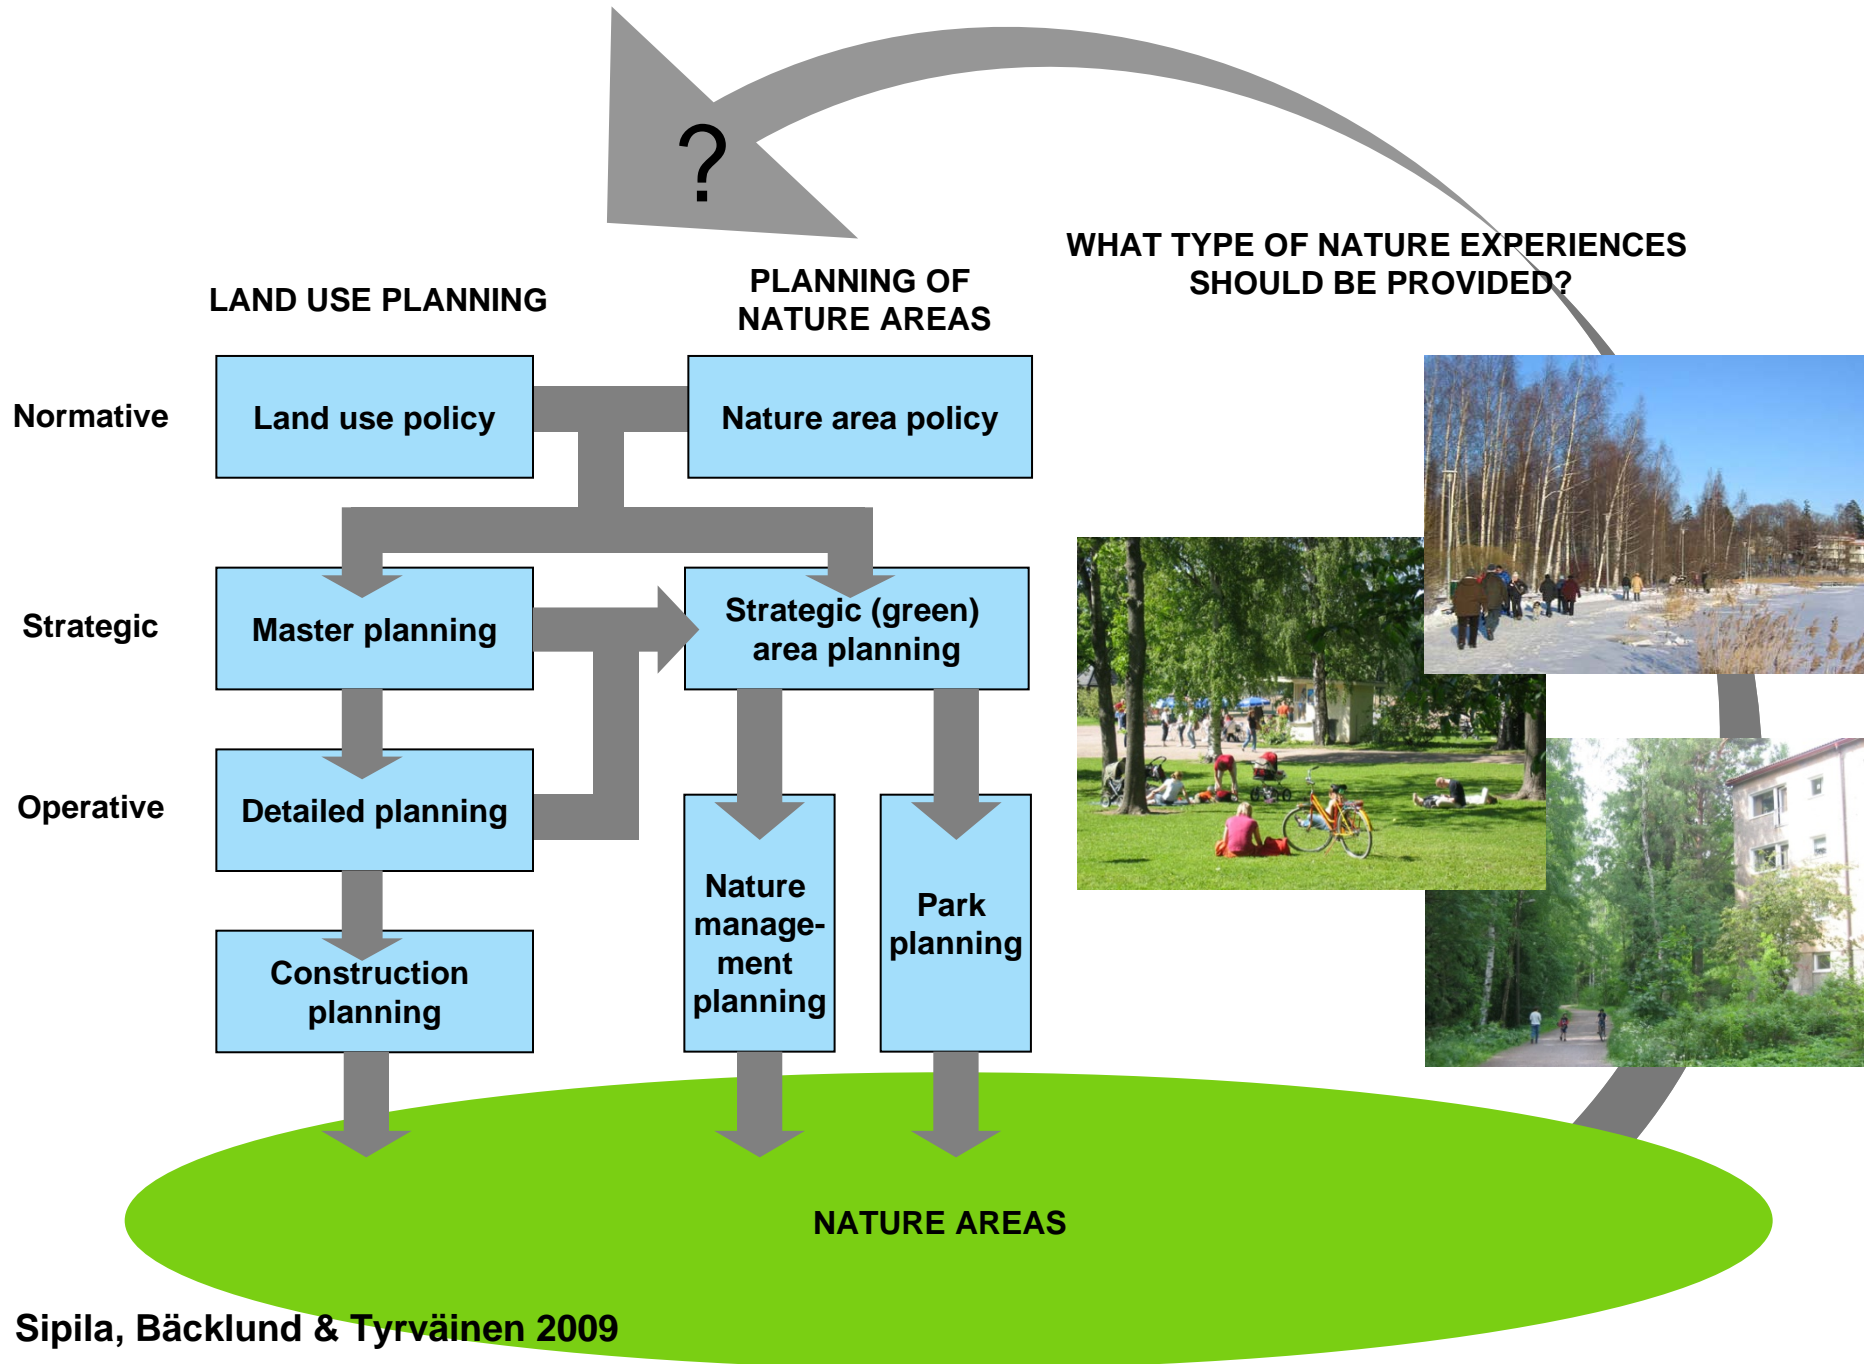 ?
WHAT TYPE OF NATURE EXPERIENCES
SHOULD BE PROVIDED?
LAND USE PLANNING
PLANNING OF
NATURE AREAS
Normative
Land use policy
Nature area policy
Strategic
Master planning
Strategic (green)
area planning
Operative
Detailed planning
Nature
manage-
ment
planning
Park
planning
Construction
planning
NATURE AREAS
Sipila, Bäcklund & Tyrväinen 2009